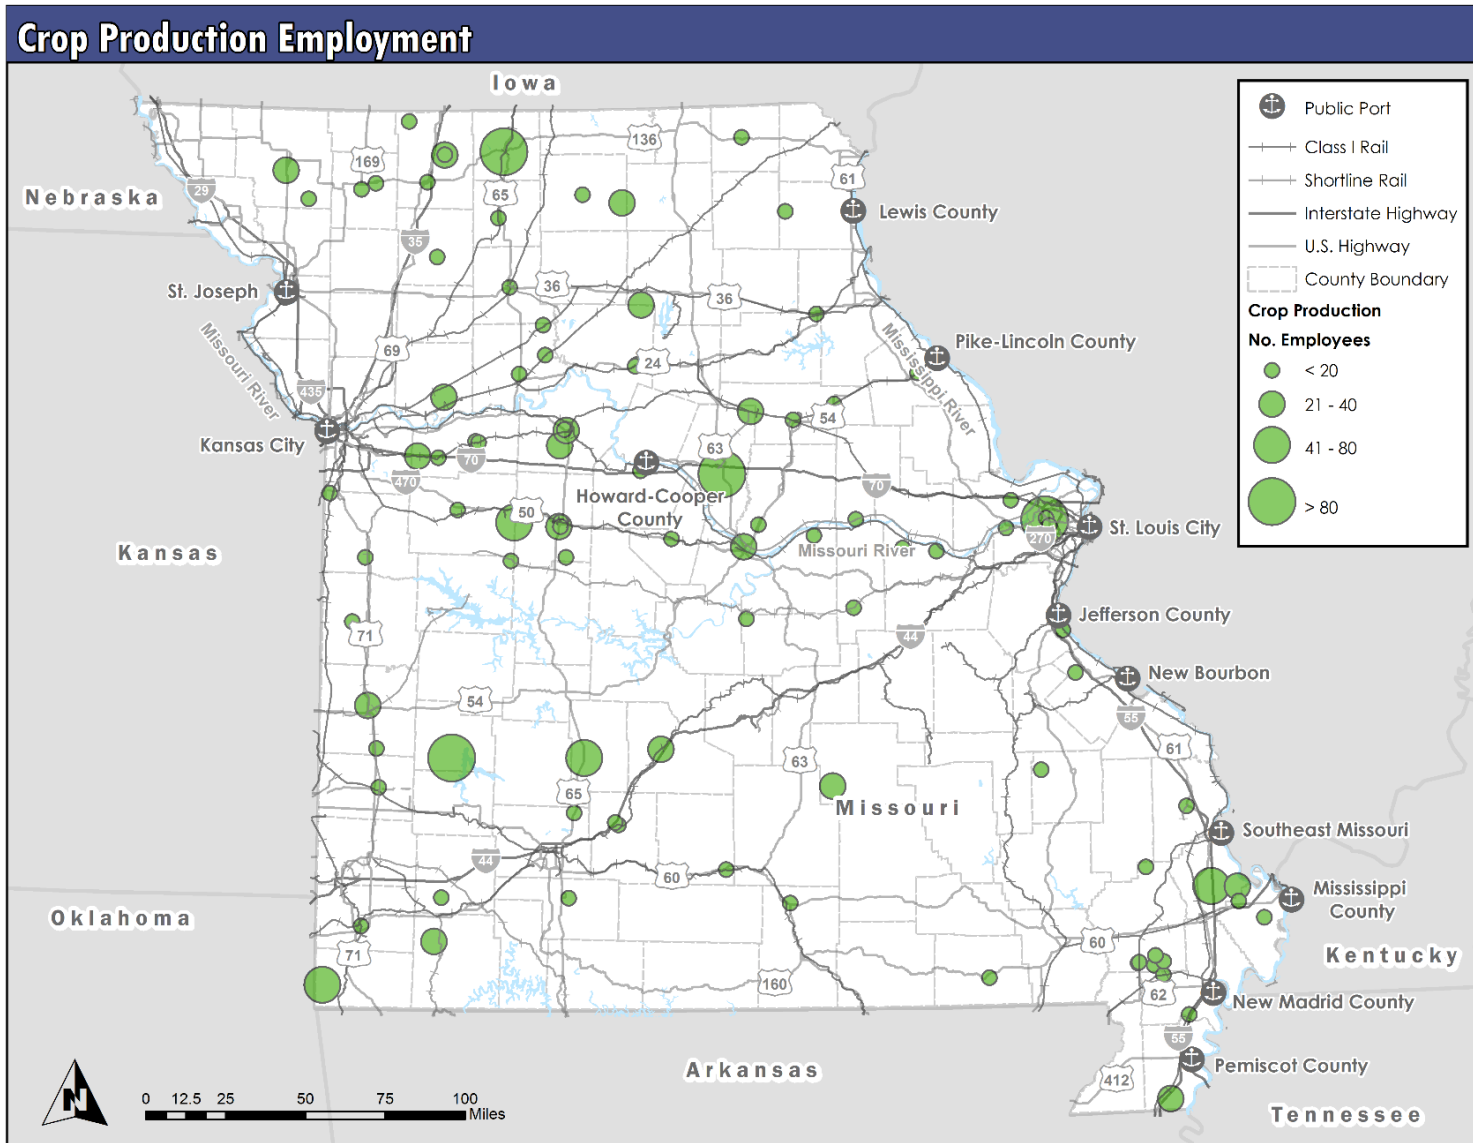 Crop Production Employment
Iowa
Public Port
Class I Rail
Shortline Rail
Interstate Highway
U.S. Highway
County Boundary
Crop Production
No. Employees
< 20
21 - 40
41 - 80
> 80
136
169
61
Nebraska
29
65
Lewis County
35
St. Joseph
36
36
Missouri River
69
24
Pike-Lincoln County
Mississippi River
435
54
Kansas City
63
70
470
70
Howard-Cooper
County
50
St. Louis City
270
Kansas
Missouri River
Jefferson County
71
44
New Bourbon
54
55
61
63
65
Missouri
Southeast Missouri
44
60
Mississippi
County
Oklahoma
60
71
Kentucky
160
62
New Madrid County
55
Pemiscot County
Arkansas
412
N
0 12.5 25 50 75 100
Miles
Tennessee